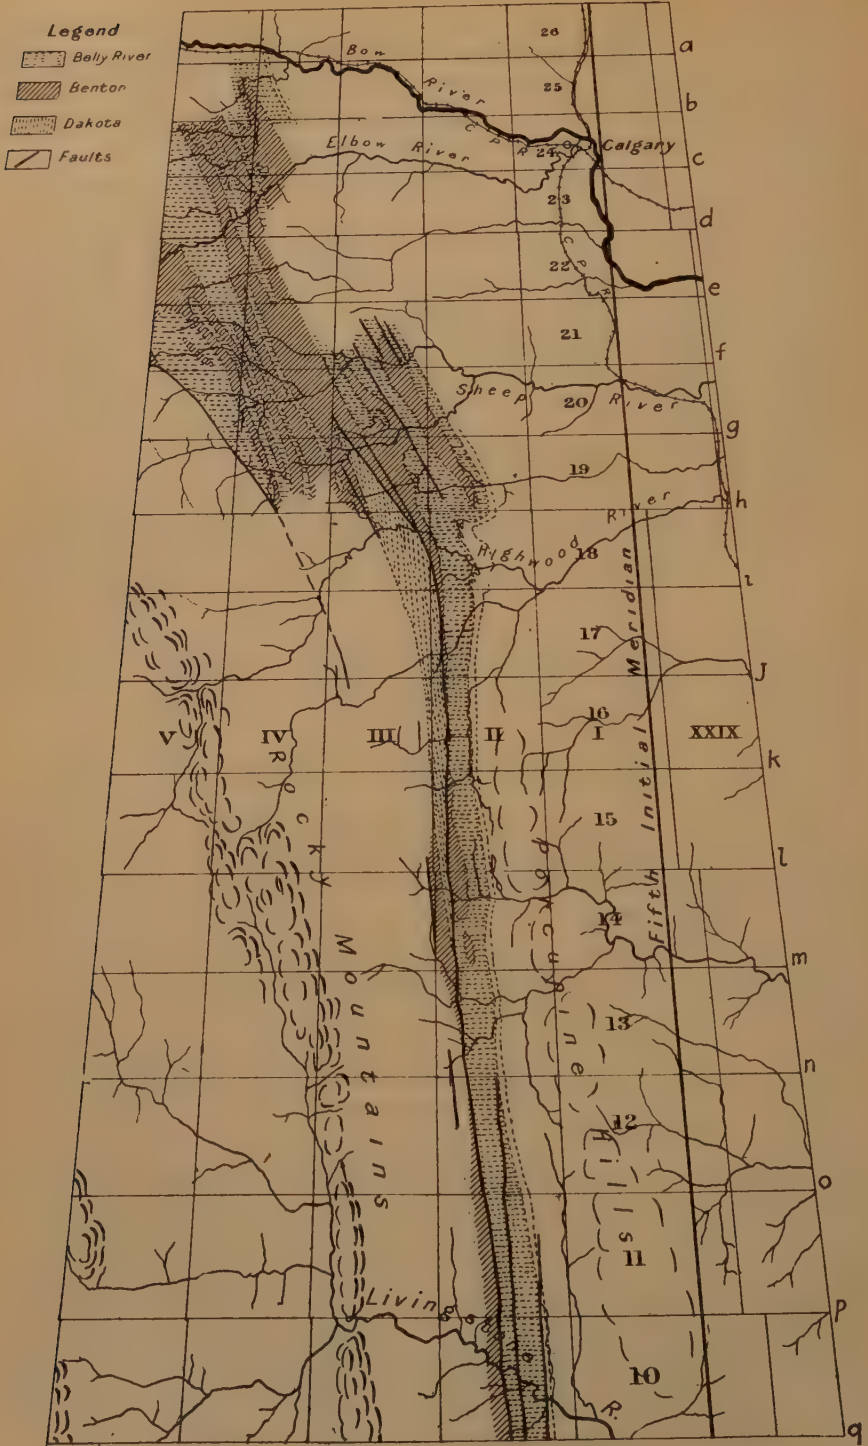 Legend
Belly River
Benton
Dakota
Faults
26
a
Bow River
25
b
C P R
24
Calgary
c
Elbow River
23
d
C P R
22
e
21
f
Sheep River
20
g
19
h
Highwood River
18
i
17
J
V
IV
III
II
16
I
XXIX
k
15
l
Rocky Mountains
Porcupine Hills
Fifth Initial Meridian
14
m
13
n
12
o
11
p
Livingstone R.
10
q